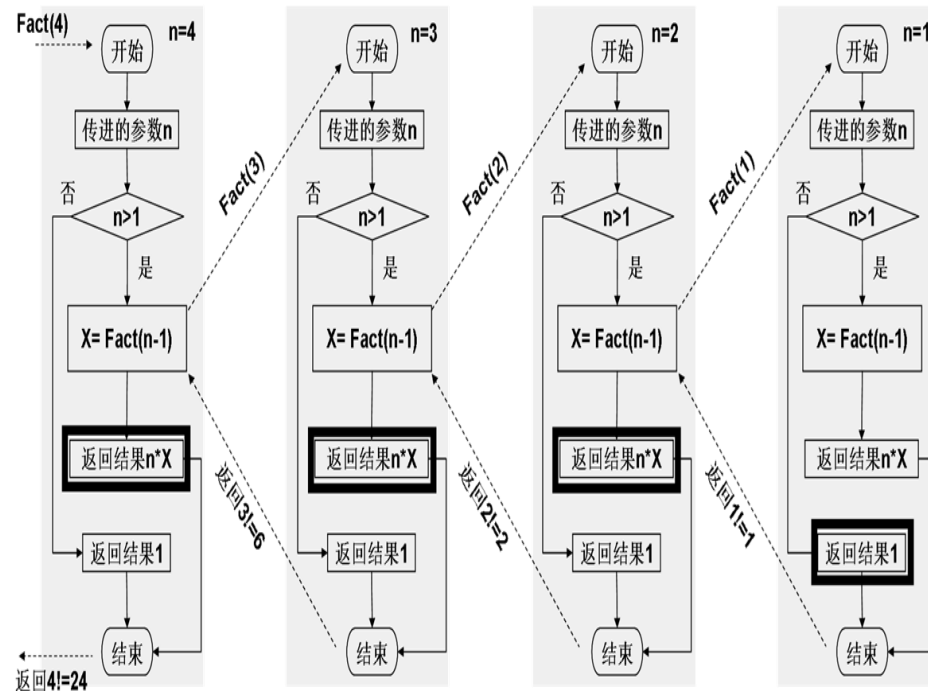 Fact(4)
n=4
开始
传进的参数n
否
n>1
是
X= Fact(n-1)
返回结果n*X
返回结果1
结束
返回4!=24
Fact(3)
返回3!=6
n=3
开始
传进的参数n
否
n>1
是
X= Fact(n-1)
返回结果n*X
返回结果1
结束
Fact(2)
返回2!=2
n=2
开始
传进的参数n
否
n>1
是
X= Fact(n-1)
返回结果n*X
返回结果1
结束
Fact(1)
返回1!=1
n=1
开始
传进的参数n
否
n>1
是
X= Fact(n-1)
返回结果n*X
返回结果1
结束